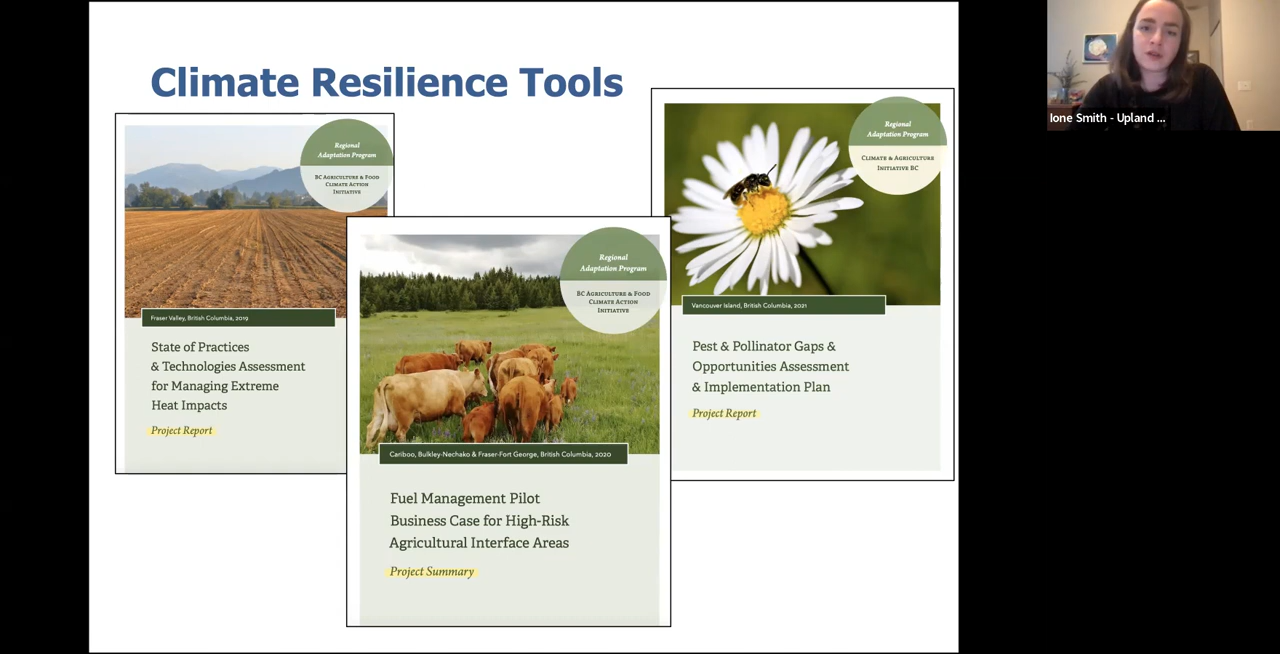 Climate Resilience Tools
Regional
Adaptation Program
BC Agriculture & Food
Climate Action
Initiative
Fraser Valley, British Columbia, 2019
State of Practices
& Technologies Assessment
for Managing Extreme
Heat Impacts
Project Report
Regional
Adaptation Program
BC Agriculture & Food
Climate Action
Initiative
Cariboo, Bulkley-Nechako & Fraser-Fort George, British Columbia, 2020
Fuel Management Pilot
Business Case for High-Risk
Agricultural Interface Areas
Project Summary
Regional
Adaptation Program
Climate & Agriculture
Initiative BC
Vancouver Island, British Columbia, 2021
Pest & Pollinator Gaps &
Opportunities Assessment
& Implementation Plan
Project Report
Ione Smith - Upland ...